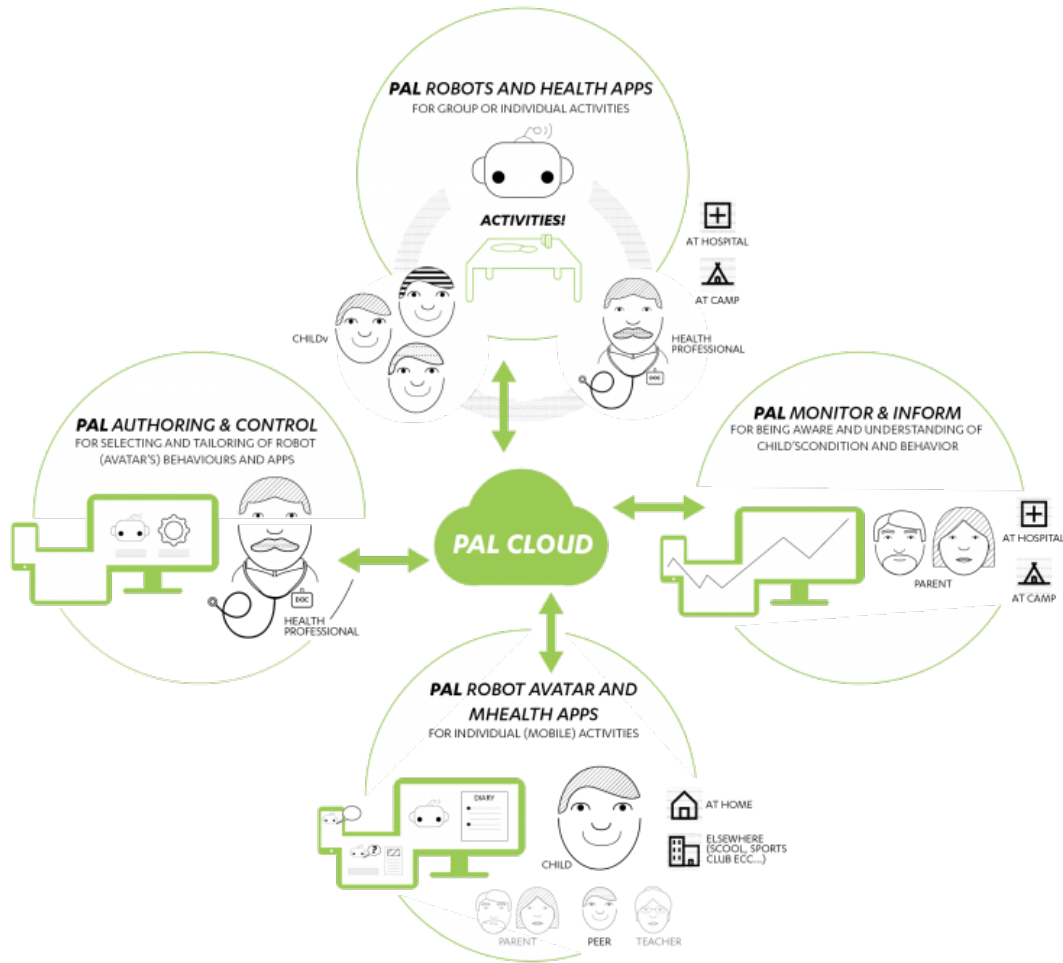 PAL ROBOTS AND HEALTH APPS
FOR GROUP OR INDIVIDUAL ACTIVITIES
ACTIVITIES!
AT HOSPITAL
AT CAMP
CHILDv
HEALTH
PROFESSIONAL
DOC
PAL AUTHORING & CONTROL
FOR SELECTING AND TAILORING OF ROBOT
(AVATAR'S) BEHAVIOURS AND APPS
DOC
HEALTH
PROFESSIONAL
PAL CLOUD
PAL MONITOR & INFORM
FOR BEING AWARE AND UNDERSTANDING OF
CHILD'SCONDITION AND BEHAVIOR
PARENT
AT HOSPITAL
AT CAMP
PAL ROBOT AVATAR AND
MHEALTH APPS
FOR INDIVIDUAL (MOBILE) ACTIVITIES
DIARY
?
CHILD
AT HOME
ELSEWHERE
(SCOOL, SPORTS
CLUB ECC...)
PARENT
PEER
TEACHER